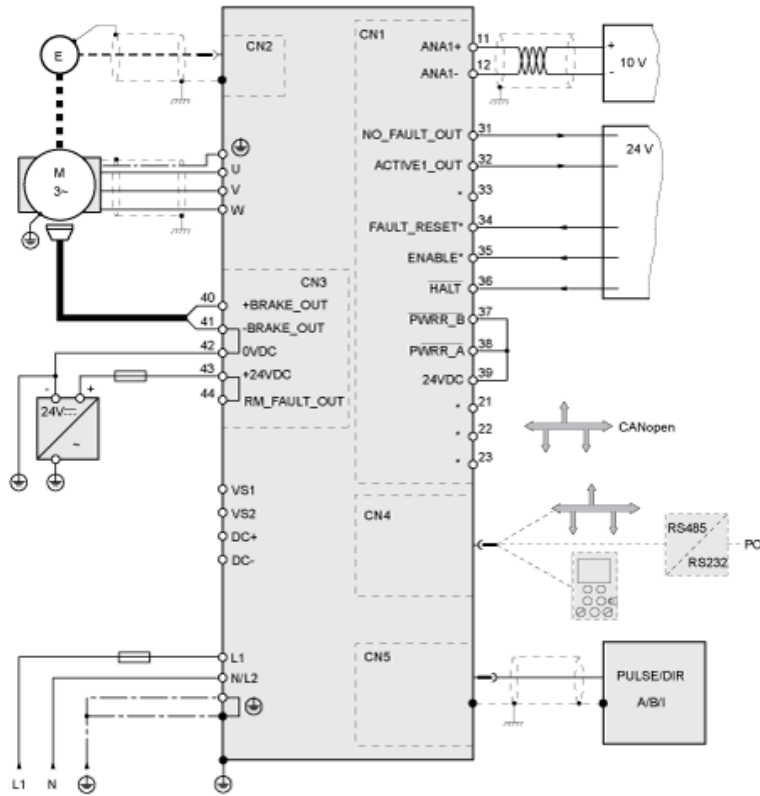 CN2
CN1
E
ANA1+ 11
ANA1- 12
+
-
10 V
NO_FAULT_OUT 31
ACTIVE1_OUT 32
* 33
FAULT_RESET* 34
ENABLE* 35
HALT 36
PWRR_B 37
PWRR_A 38
24VDC 39
* 21
* 22
* 23
24 V
M
3~
U
V
W
CN3
40 +BRAKE_OUT
41 -BRAKE_OUT
42 0VDC
43 +24VDC
44 RM_FAULT_OUT
- +
24V
~
CANopen
VS1
VS2
DC+
DC-
CN4
RS485
RS232
PC
L1
N/L2
CN5
PULSE/DIR
A/B/I
L1 N